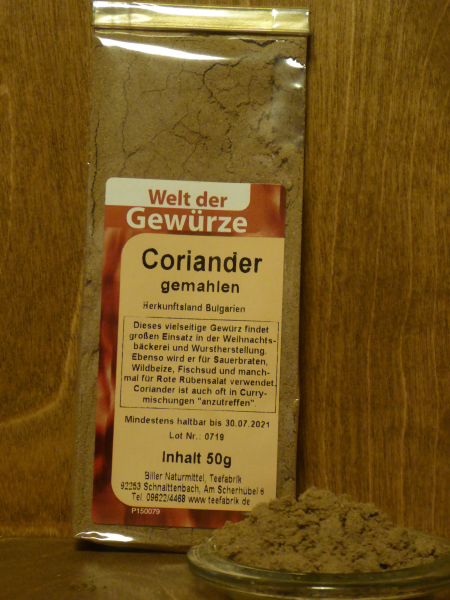 Welt der
Gewürze
Coriander
gemahlen
Herkunftsland Bulgarien
Dieses vielseitige Gewürz findet
großen Einsatz in der Weihnachts-
bäckerei und Wurstherstellung.
Ebenso wird er für Sauerbraten,
Wildbeize, Fischsud und manch-
mal für Rote Rübensalat verwendet.
Coriander ist auch oft in Curry-
mischungen "anzutreffen"
Mindestens haltbar bis 30.07.2021
Lot Nr.: 0719
Inhalt 50g
Biller Naturmittel, Teefabrik
92253 Schnaittenbach, Am Scherhübel 6
Tel. 09622/4468 www.teefabrik.de
P150079